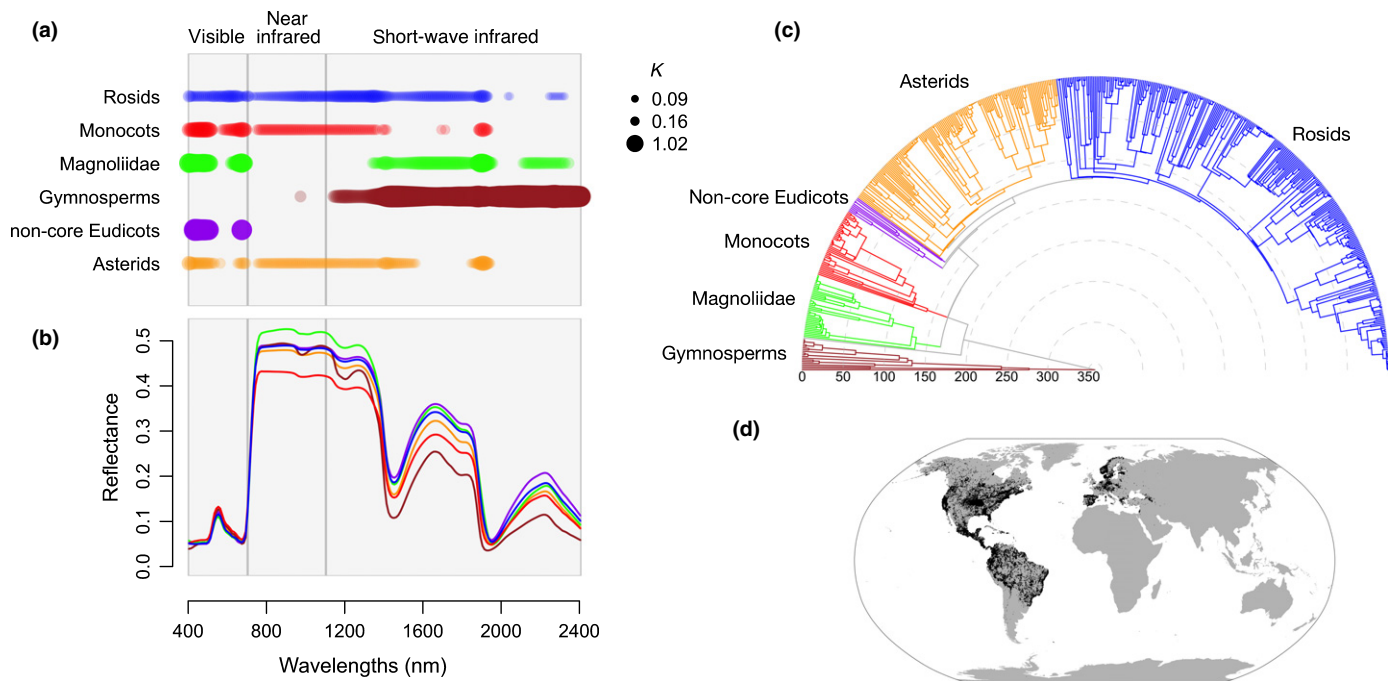 (a)
Visible
Near
infrared
Short-wave infrared
Rosids
Monocots
Magnoliidae
Gymnosperms
non-core Eudicots
Asterids
K
0.09
0.16
1.02
(b)
Reflectance
0.5
0.4
0.3
0.2
0.1
0.0
400
800
1200
1600
2000
2400
Wavelengths (nm)
(c)
Asterids
Rosids
Non-core Eudicots
Monocots
Magnoliidae
Gymnosperms
0
50
100
150
200
250
300
350
(d)